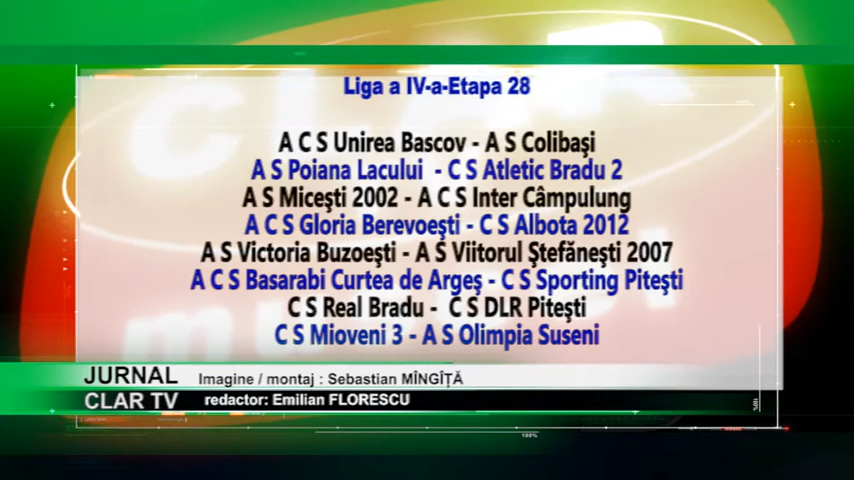 Liga a IV-a-Etapa 28
A C S Unirea Bascov - A S Colibaşi
A S Poiana Lacului - C S Atletic Bradu 2
A S Miceşti 2002 - A C S Inter Câmpulung
A C S Gloria Berevoeşti - C S Albota 2012
A S Victoria Buzoeşti - A S Viitorul Ştefăneşti 2007
A C S Basarabi Curtea de Argeş - C S Sporting Piteşti
C S Real Bradu - C S DLR Piteşti
C S Mioveni 3 - A S Olimpia Suseni
JURNAL Imagine / montaj : Sebastian MÎNGÎŢĂ
CLAR TV redactor: Emilian FLORESCU
100%
100%